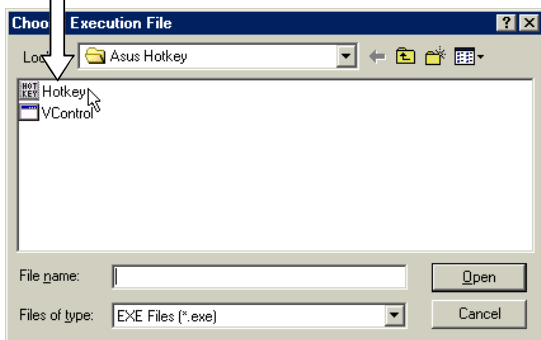 Choo Execution File
Loo Asus Hotkey
HOT KEY Hotkey
VControl
File name:
Open
Files of type: EXE Files (*.exe)
Cancel